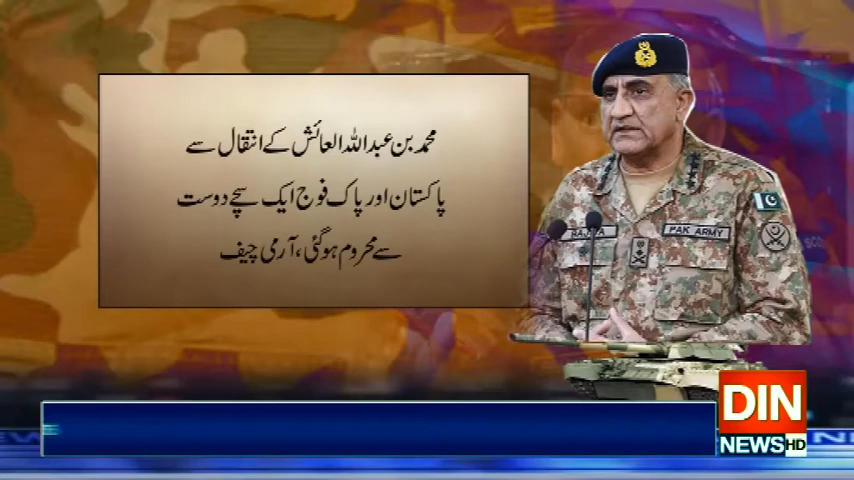 محمد بن عبداللہ العائش کے انتقال سے
پاکستان اور پاک فوج ایک سچے دوست
سے محروم ہوگئی، آرمی چیف
BAJWA
PAK ARMY
DIN
NEWS HD